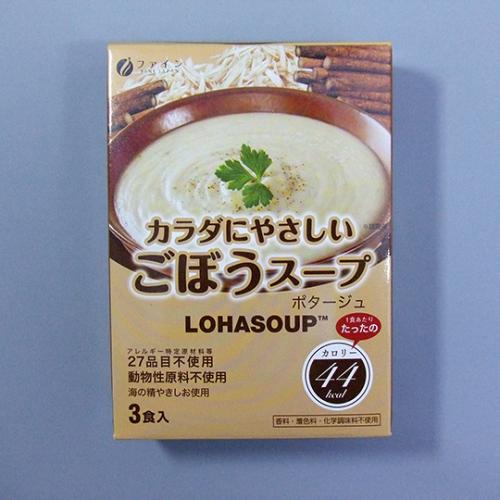 ファイン
FINE JAPAN
カラダにやさしい
ごぼうスープ
ポタージュ
LOHASOUP™
1食あたり
たったの
カロリー
44
kcal
アレルギー特定原材料等
27品目不使用
動物性原料不使用
海の精やきしお使用
3食入
香料・着色料・化学調味料不使用